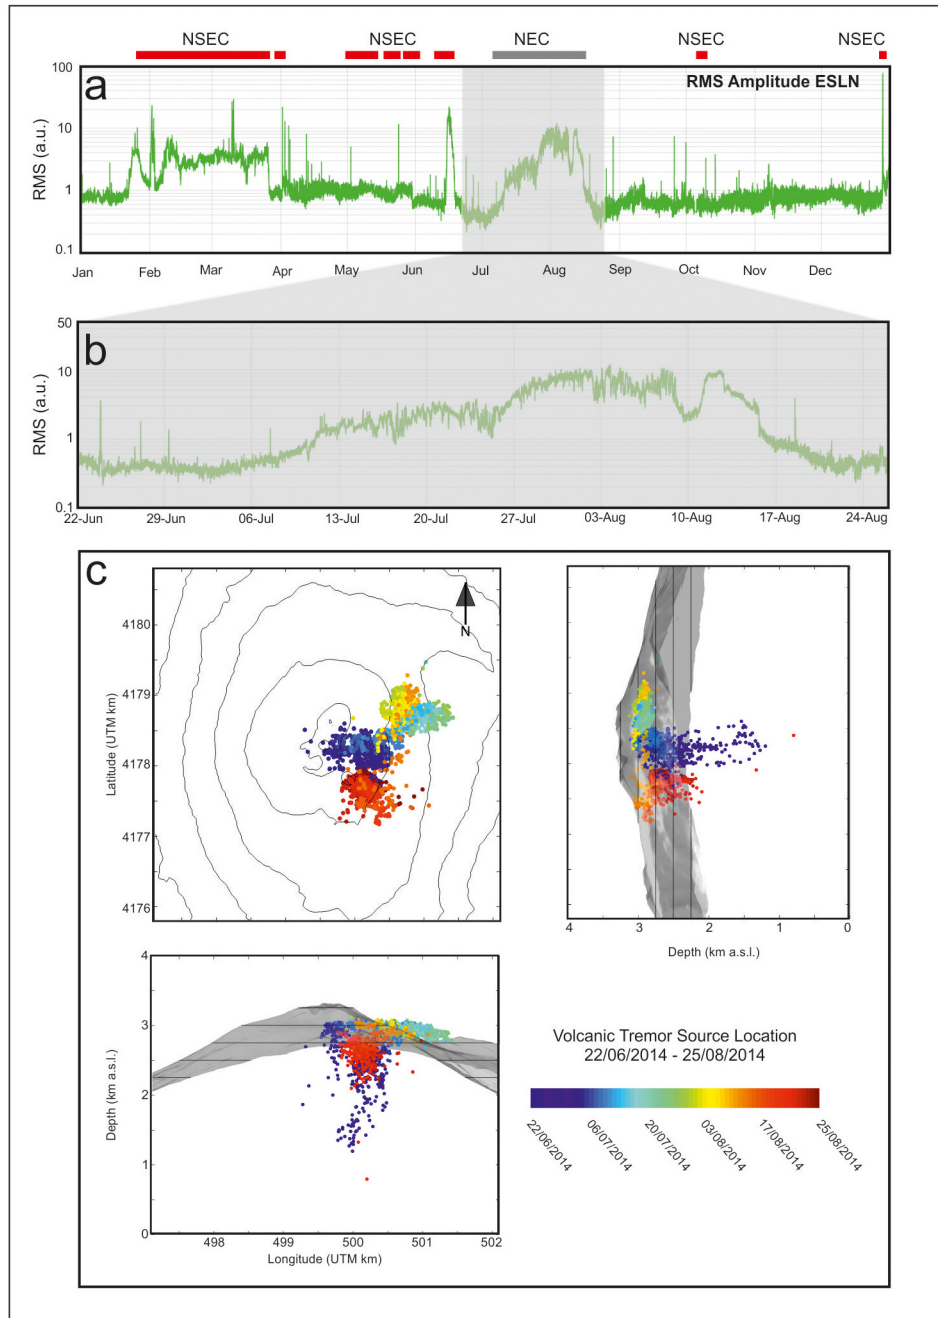 NSEC NSEC NEC NSEC NSEC
a
RMS Amplitude ESLN
RMS (a.u.)
100
10
1
0.1
Jan Feb Mar Apr May Jun Jul Aug Sep Oct Nov Dec
b
RMS (a.u.)
50
10
1
0.1
22-Jun 29-Jun 06-Jul 13-Jul 20-Jul 27-Jul 03-Aug 10-Aug 17-Aug 24-Aug
c
N
Latitude (UTM km)
4180
4179
4178
4177
4176
4 3 2 1 0
Depth (km a.s.l.)
Depth (km a.s.l.)
4
3
2
1
0
498 499 500 501 502
Longitude (UTM km)
Volcanic Tremor Source Location
22/06/2014 - 25/08/2014
22/06/2014 06/07/2014 20/07/2014 03/08/2014 17/08/2014 25/08/2014